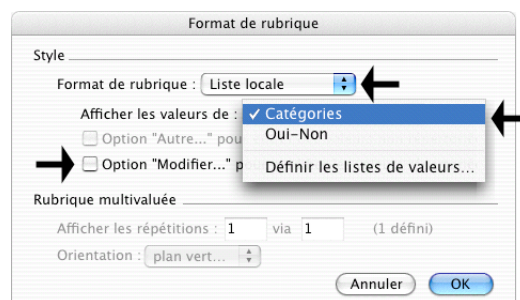 Format de rubrique
Style
Format de rubrique : Liste locale
Afficher les valeurs de : ✓ Catégories
Oui-Non
Option "Autre..." pou
Option "Modifier..." p
Définir les listes de valeurs...
Rubrique multivaluée
Afficher les répétitions : 1 via 1 (1 défini)
Orientation : plan vert...
Annuler OK